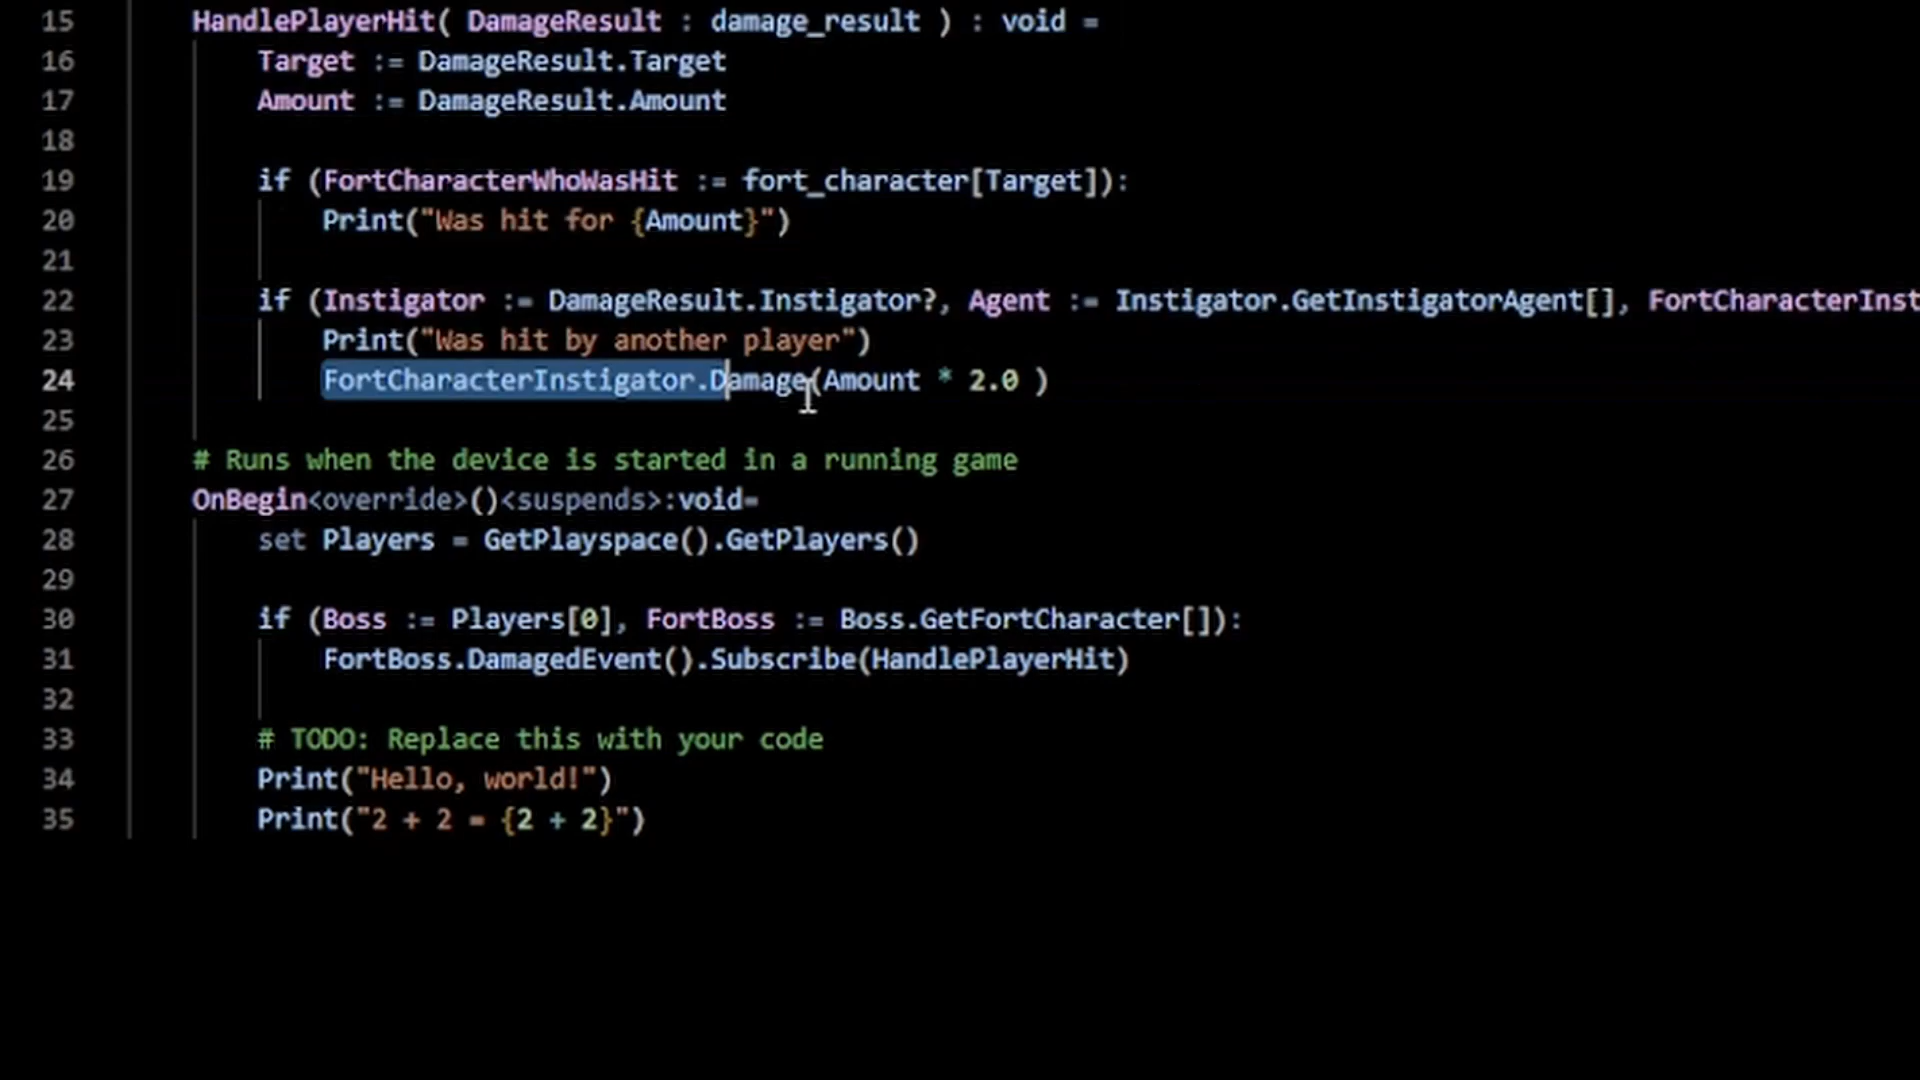 15 HandlePlayerHit( DamageResult : damage_result ) : void =
16 Target := DamageResult.Target
17 Amount := DamageResult.Amount
18
19 if (FortCharacterWhoWasHit := fort_character[Target]):
20 Print("Was hit for {Amount}")
21
22 if (Instigator := DamageResult.Instigator?, Agent := Instigator.GetInstigatorAgent[], FortCharacterInst
23 Print("Was hit by another player")
24 FortCharacterInstigator.Damage(Amount * 2.0 )
25
26 # Runs when the device is started in a running game
27 OnBegin<override>()<suspends>:void=
28 set Players = GetPlayspace().GetPlayers()
29
30 if (Boss := Players[0], FortBoss := Boss.GetFortCharacter[]):
31 FortBoss.DamagedEvent().Subscribe(HandlePlayerHit)
32
33 # TODO: Replace this with your code
34 Print("Hello, world!")
35 Print("2 + 2 = {2 + 2}")